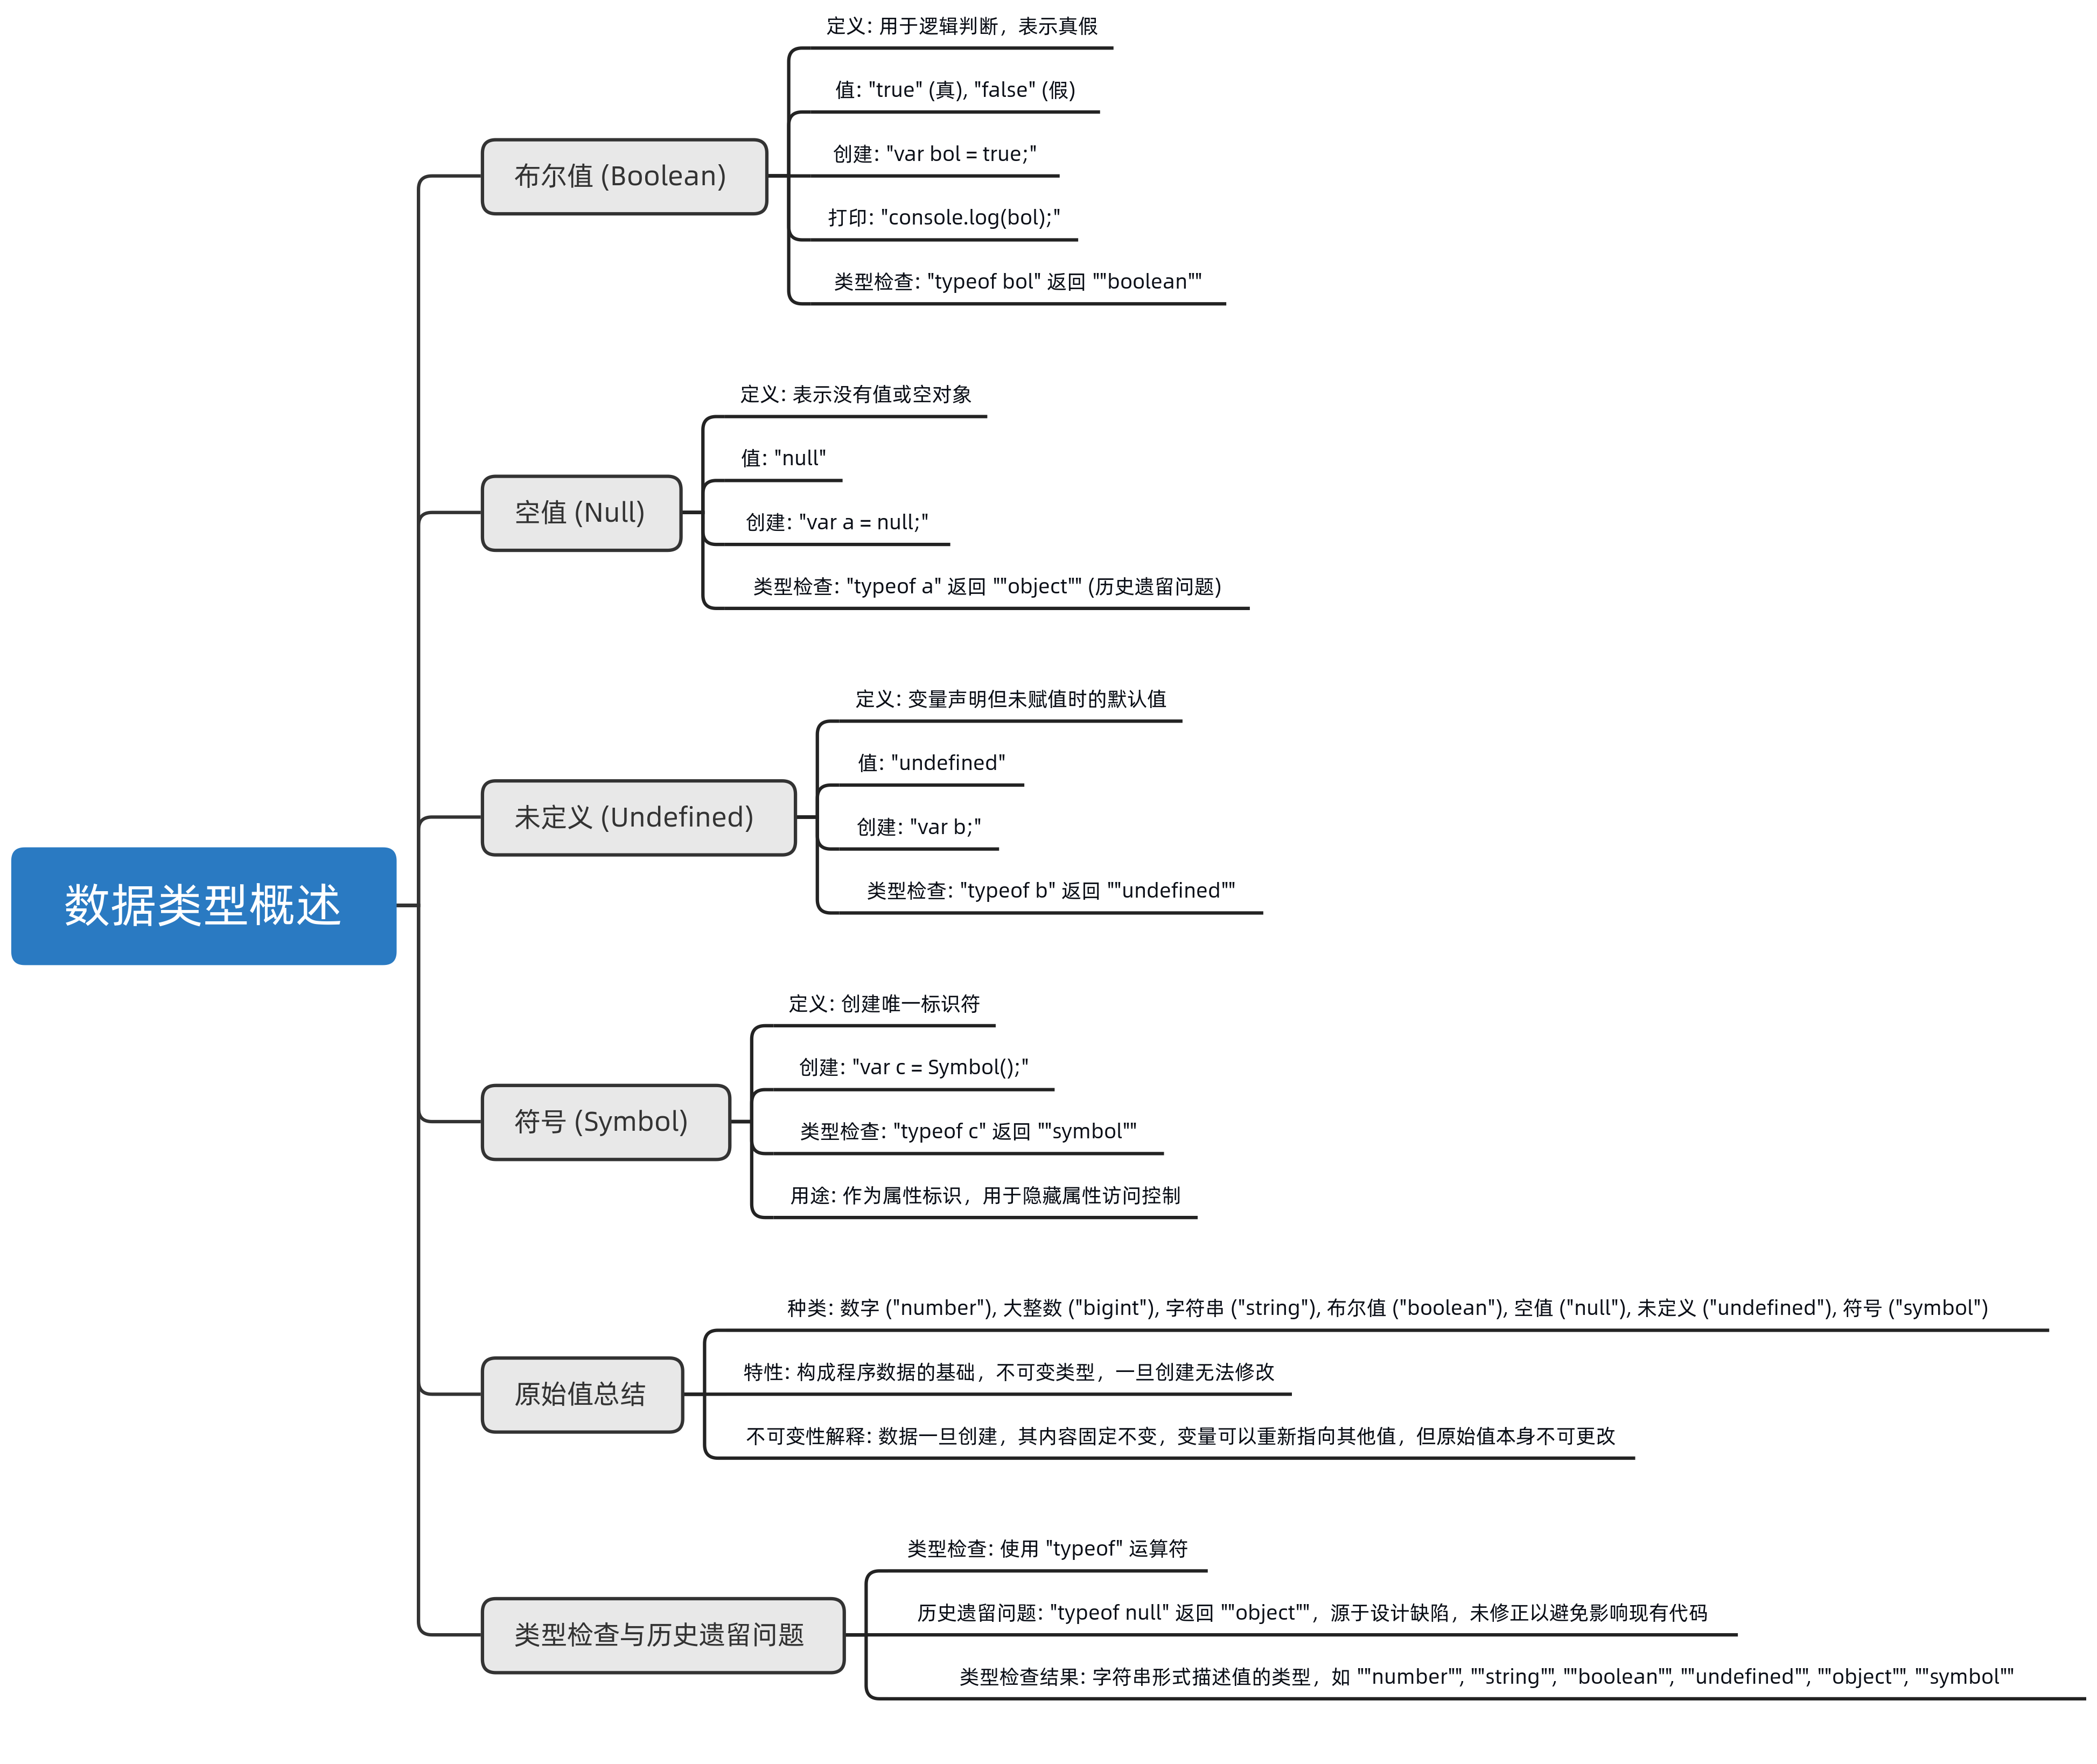 数据类型概述
布尔值 (Boolean)
定义: 用于逻辑判断，表示真假
值: "true" (真), "false" (假)
创建: "var bol = true;"
打印: "console.log(bol);"
类型检查: "typeof bol" 返回 ""boolean""
空值 (Null)
定义: 表示没有值或空对象
值: "null"
创建: "var a = null;"
类型检查: "typeof a" 返回 ""object"" (历史遗留问题)
未定义 (Undefined)
定义: 变量声明但未赋值时的默认值
值: "undefined"
创建: "var b;"
类型检查: "typeof b" 返回 ""undefined""
符号 (Symbol)
定义: 创建唯一标识符
创建: "var c = Symbol();"
类型检查: "typeof c" 返回 ""symbol""
用途: 作为属性标识，用于隐藏属性访问控制
原始值总结
种类: 数字 ("number"), 大整数 ("bigint"), 字符串 ("string"), 布尔值 ("boolean"), 空值 ("null"), 未定义 ("undefined"), 符号 ("symbol")
特性: 构成程序数据的基础，不可变类型，一旦创建无法修改
不可变性解释: 数据一旦创建，其内容固定不变，变量可以重新指向其他值，但原始值本身不可更改
类型检查与历史遗留问题
类型检查: 使用 "typeof" 运算符
历史遗留问题: "typeof null" 返回 ""object""，源于设计缺陷，未修正以避免影响现有代码
类型检查结果: 字符串形式描述值的类型，如 ""number"", ""string"", ""boolean"", ""undefined"", ""object"", ""symbol""